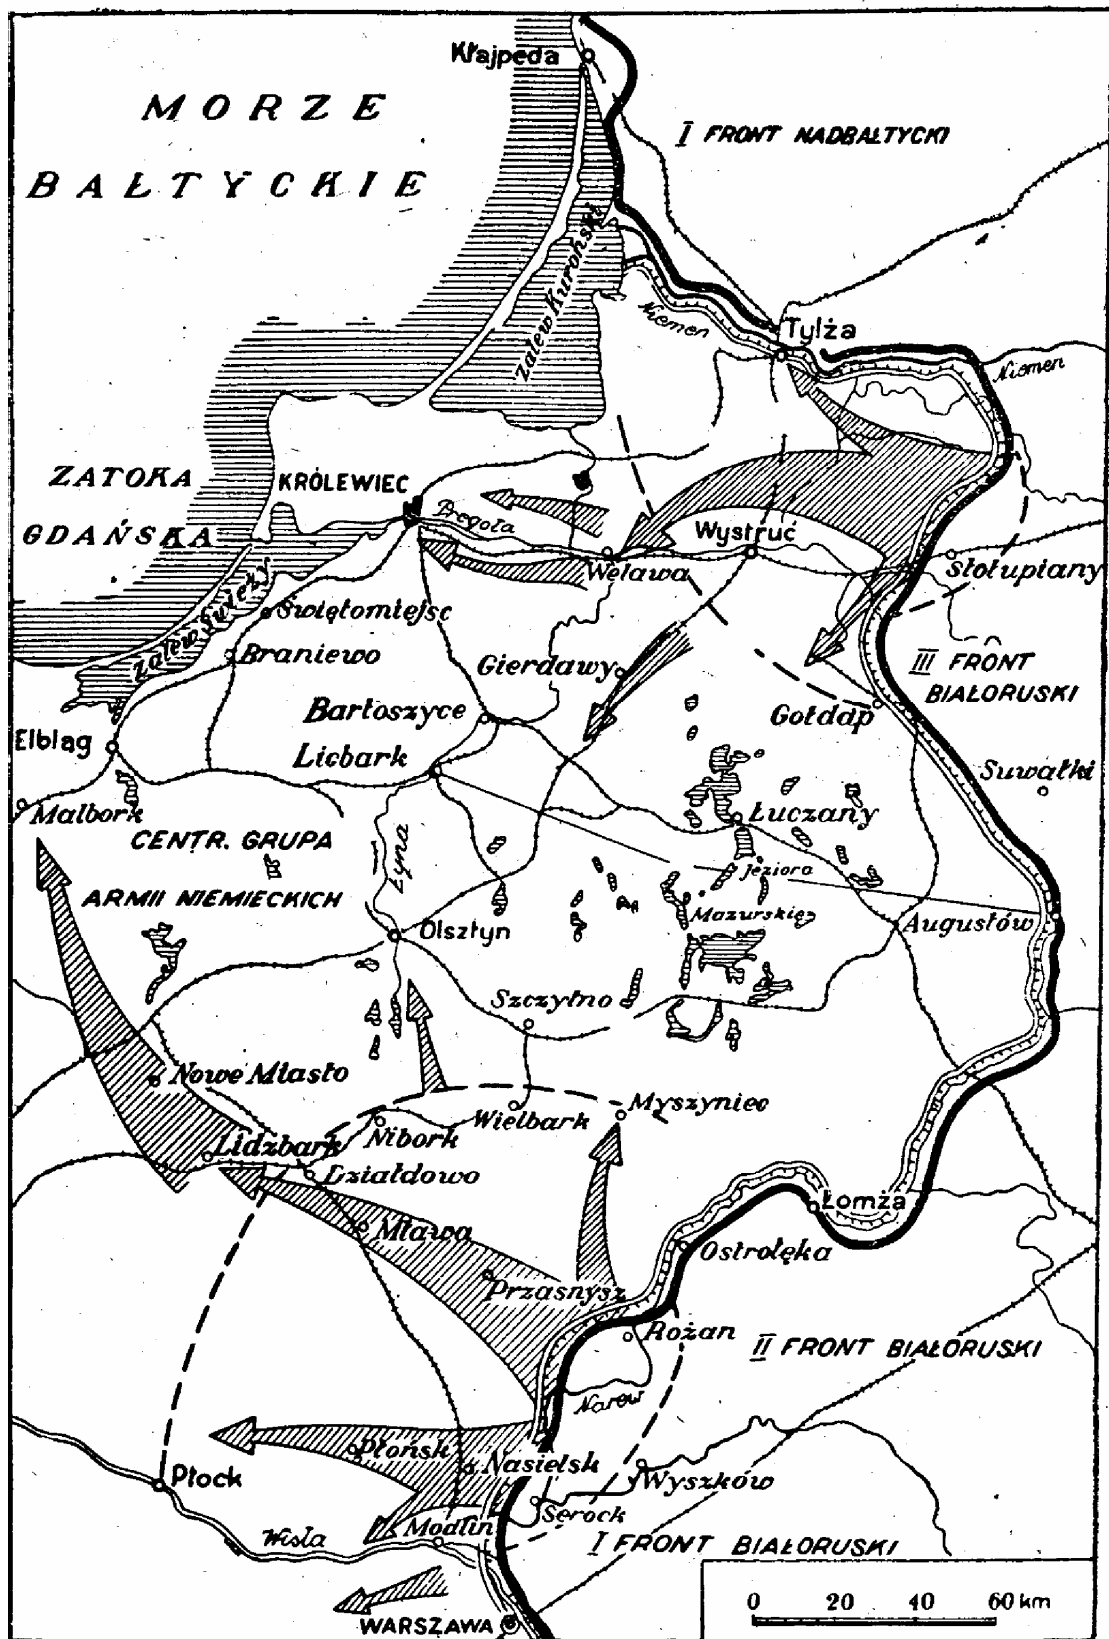 Kłajpeda
MORZE
BAŁTYCKIE
I FRONT NADBAŁTYCKI
Zalew Kuroński
Niemen
Tylża
Niemen
ZATOKA
GDAŃSKA
KRÓLEWIEC
Pregoła
Wystruć
Welawa
Stołupiany
Zalew Świeży
Świętomiejsc
Braniewo
Gierdawy
III FRONT
BIAŁORUSKI
Bartoszyce
Gołdap
Elbląg
Licbark
Suwałki
Malbork
Łuczany
CENTR. GRUPA
ARMII NIEMIECKICH
Łyna
Jeziora
Mazurskie
Olsztyn
Augustów
Szczytno
Nowe Miasto
Myszyniec
Wielbark
Nibork
Lidzbark
Działdowo
Łomża
Mława
Ostrołęka
Przasnysz
Rożan
II FRONT BIAŁORUSKI
Narew
Płońsk
Nasielsk
Płock
Wyszków
Serock
Modlin
Wisła
I FRONT BIAŁORUSKI
WARSZAWA
0 20 40 60 km